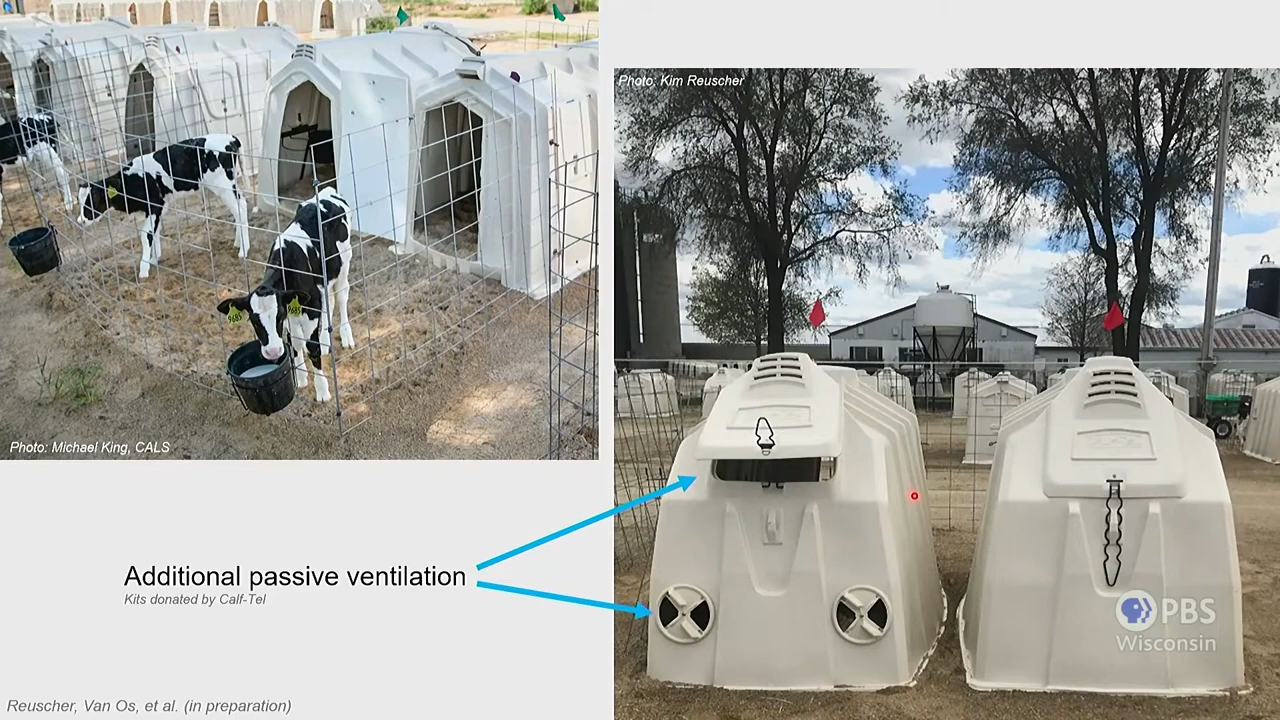 Photo: Kim Reuscher
Photo: Michael King, CALS
Additional passive ventilation
Kits donated by Calf-Tel
PBS
Wisconsin
Reuscher, Van Os, et al. (in preparation)